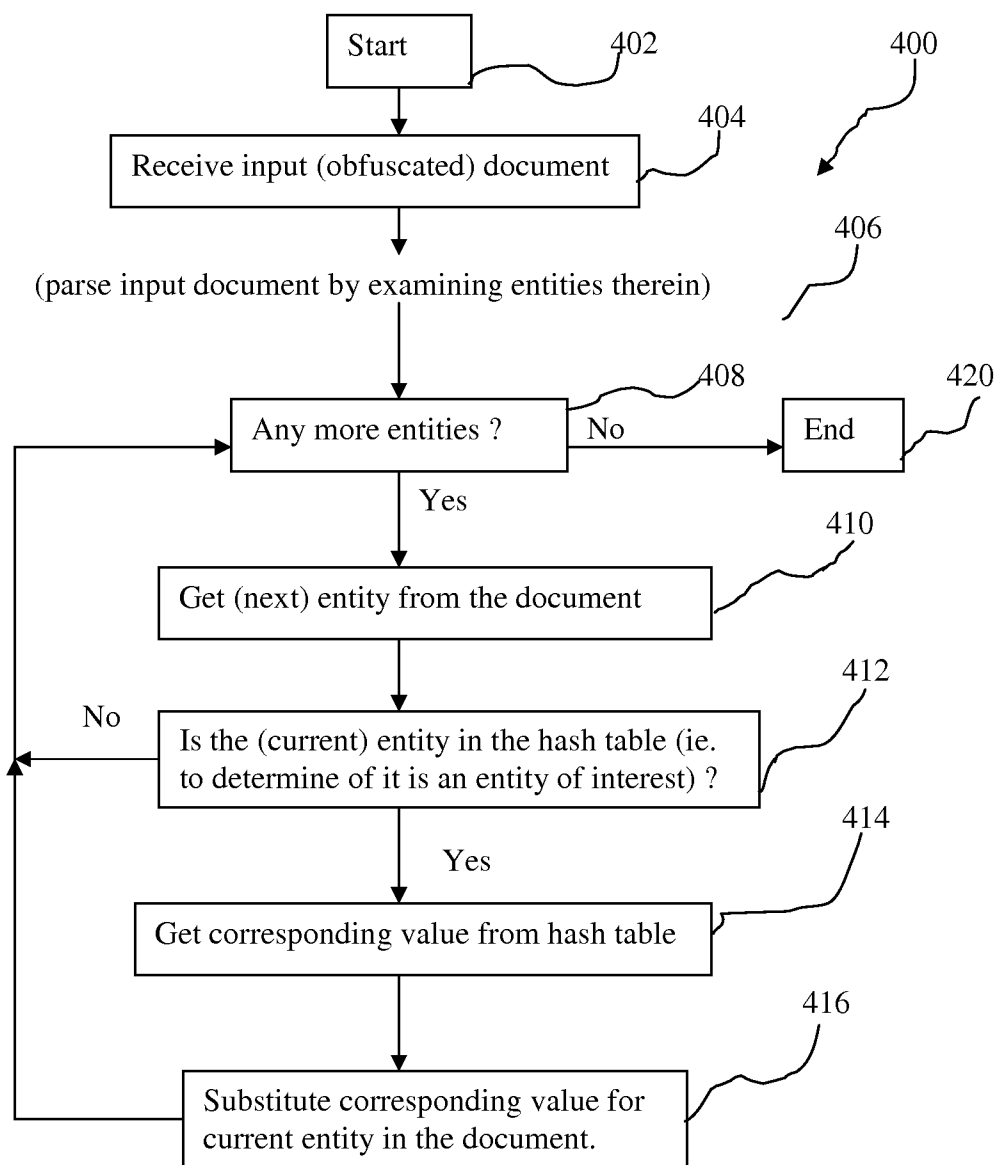 Start
402
400
404
Receive input (obfuscated) document
406
(parse input document by examining entities therein)
408
420
Any more entities ?
No
End
Yes
410
Get (next) entity from the document
412
No
Is the (current) entity in the hash table (ie.
to determine of it is an entity of interest) ?
414
Yes
Get corresponding value from hash table
416
Substitute corresponding value for
current entity in the document.